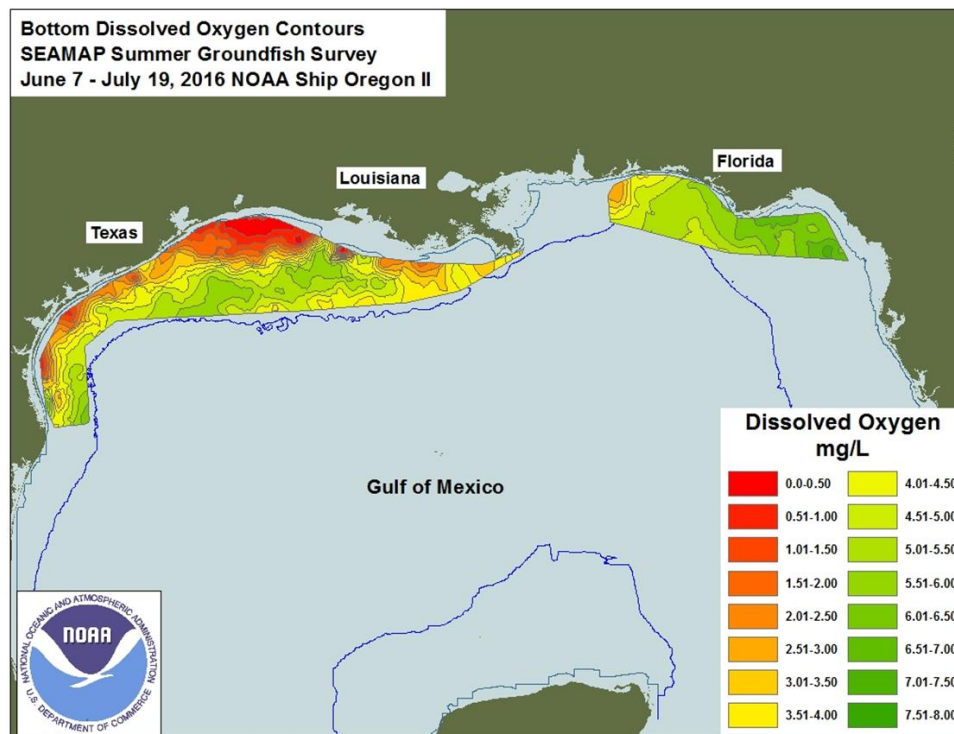 Bottom Dissolved Oxygen Contours
SEAMAP Summer Groundfish Survey
June 7 - July 19, 2016 NOAA Ship Oregon II
Florida
Louisiana
Texas
Gulf of Mexico
Dissolved Oxygen
mg/L
0.0-0.50
0.51-1.00
1.01-1.50
1.51-2.00
2.01-2.50
2.51-3.00
3.01-3.50
3.51-4.00
4.01-4.50
4.51-5.00
5.01-5.50
5.51-6.00
6.01-6.50
6.51-7.00
7.01-7.50
7.51-8.00
NATIONAL OCEANIC AND ATMOSPHERIC ADMINISTRATION
NOAA
U.S. DEPARTMENT OF COMMERCE